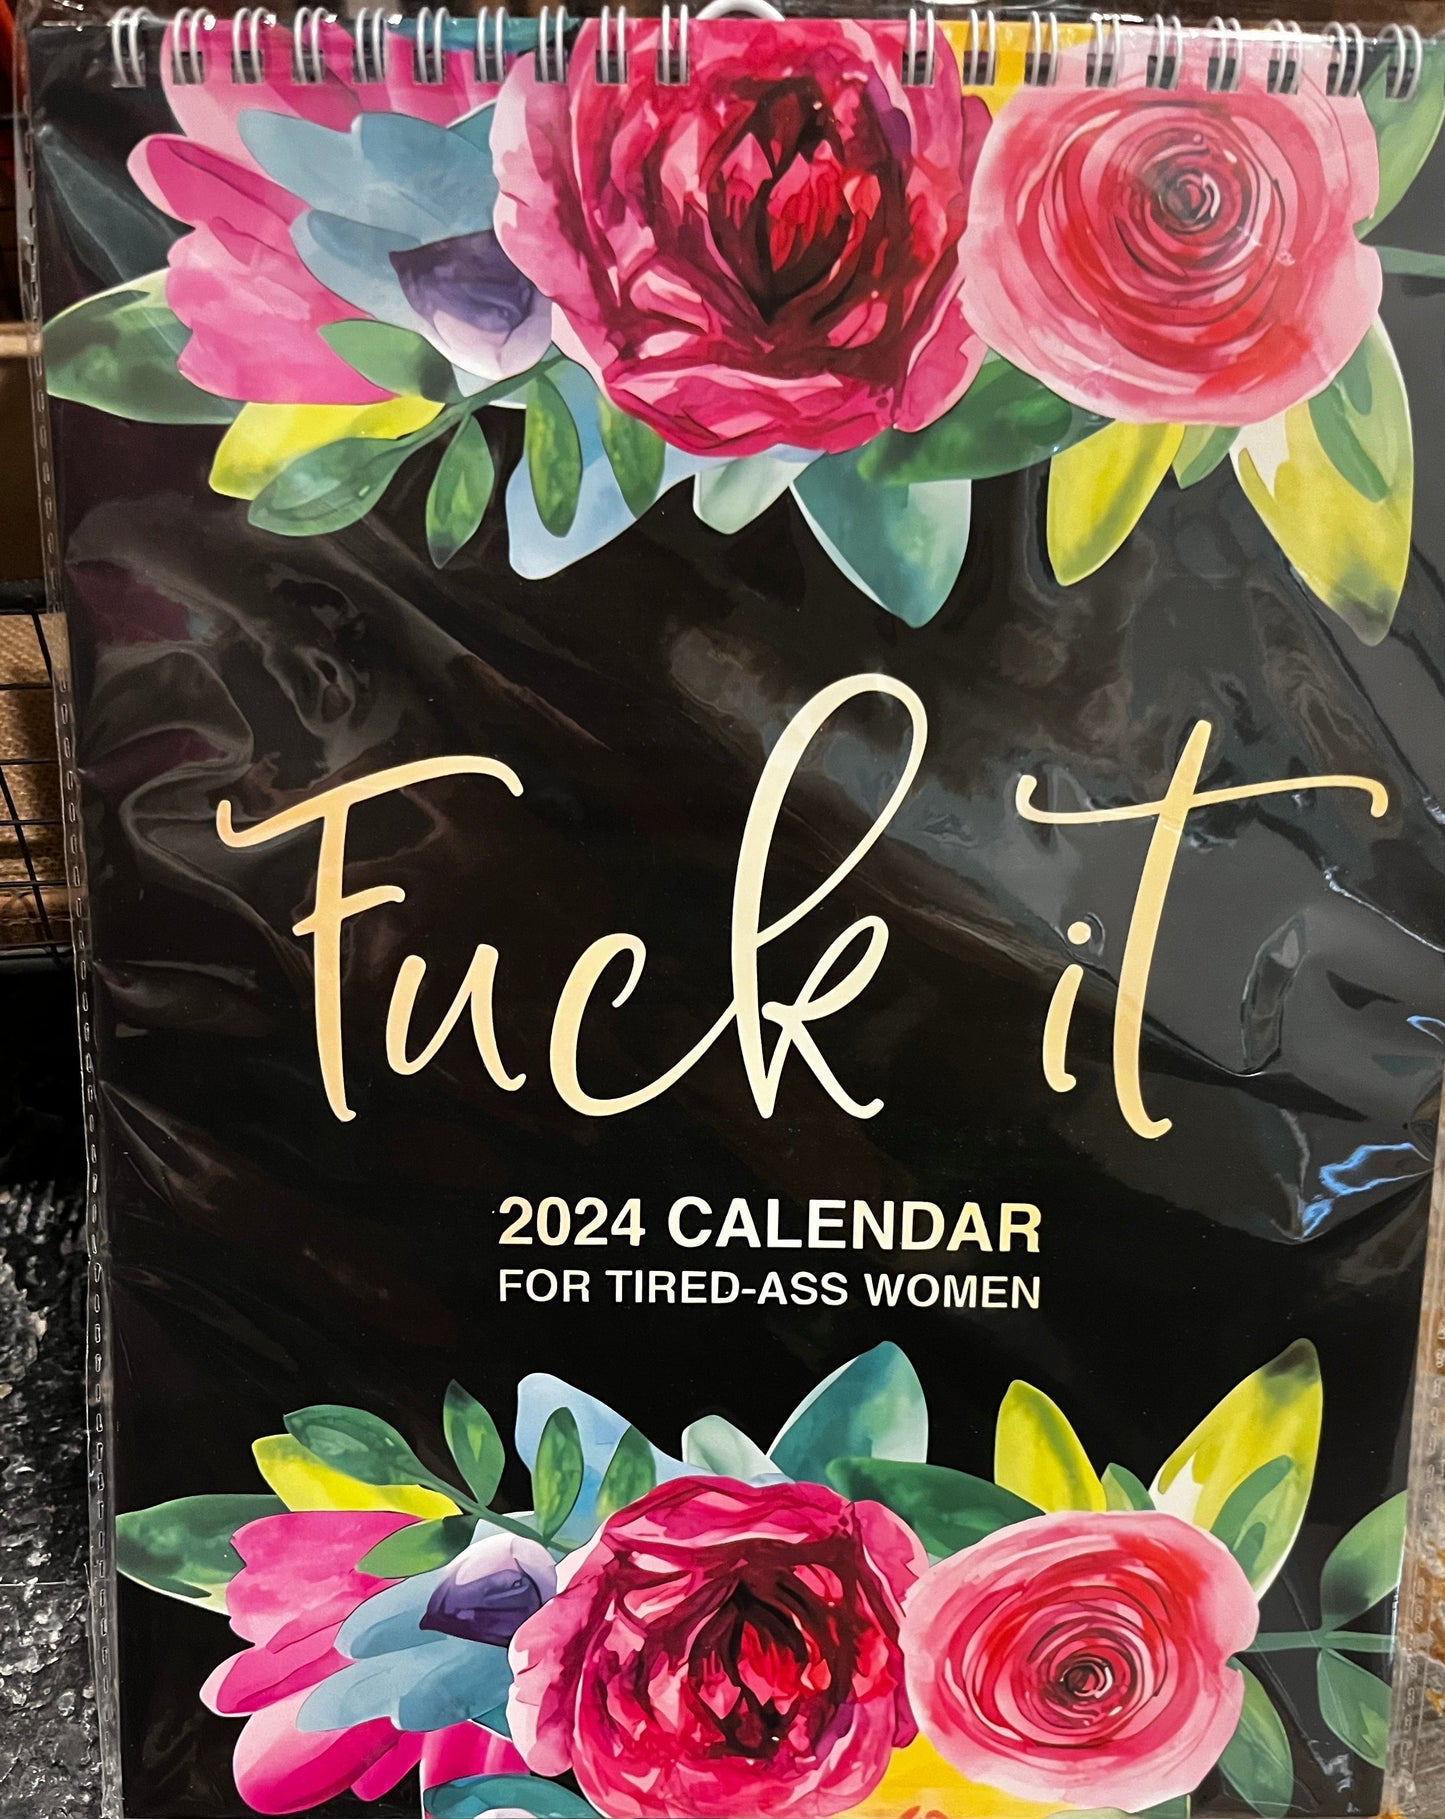 Fuck it
2024 CALENDAR
FOR TIRED-ASS WOMEN